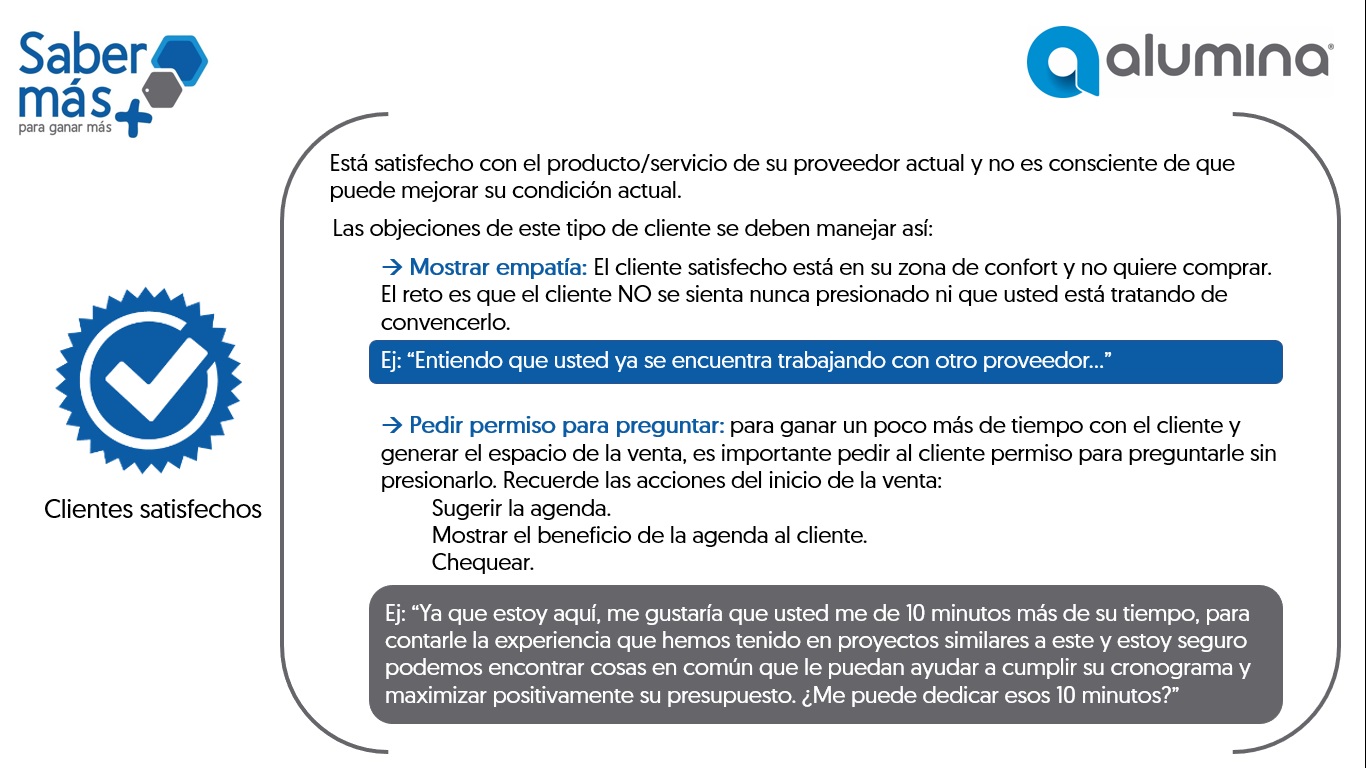 Saber
más
para ganar más
alumina®
Está satisfecho con el producto/servicio de su proveedor actual y no es consciente de que
puede mejorar su condición actual.
Las objeciones de este tipo de cliente se deben manejar así:
→ Mostrar empatía: El cliente satisfecho está en su zona de confort y no quiere comprar.
El reto es que el cliente NO se sienta nunca presionado ni que usted está tratando de
convencerlo.
Ej: “Entiendo que usted ya se encuentra trabajando con otro proveedor...”
→ Pedir permiso para preguntar: para ganar un poco más de tiempo con el cliente y
generar el espacio de la venta, es importante pedir al cliente permiso para preguntarle sin
presionarlo. Recuerde las acciones del inicio de la venta:
Sugerir la agenda.
Mostrar el beneficio de la agenda al cliente.
Chequear.
Ej: “Ya que estoy aquí, me gustaría que usted me de 10 minutos más de su tiempo, para
contarle la experiencia que hemos tenido en proyectos similares a este y estoy seguro
podemos encontrar cosas en común que le puedan ayudar a cumplir su cronograma y
maximizar positivamente su presupuesto. ¿Me puede dedicar esos 10 minutos?”
Clientes satisfechos